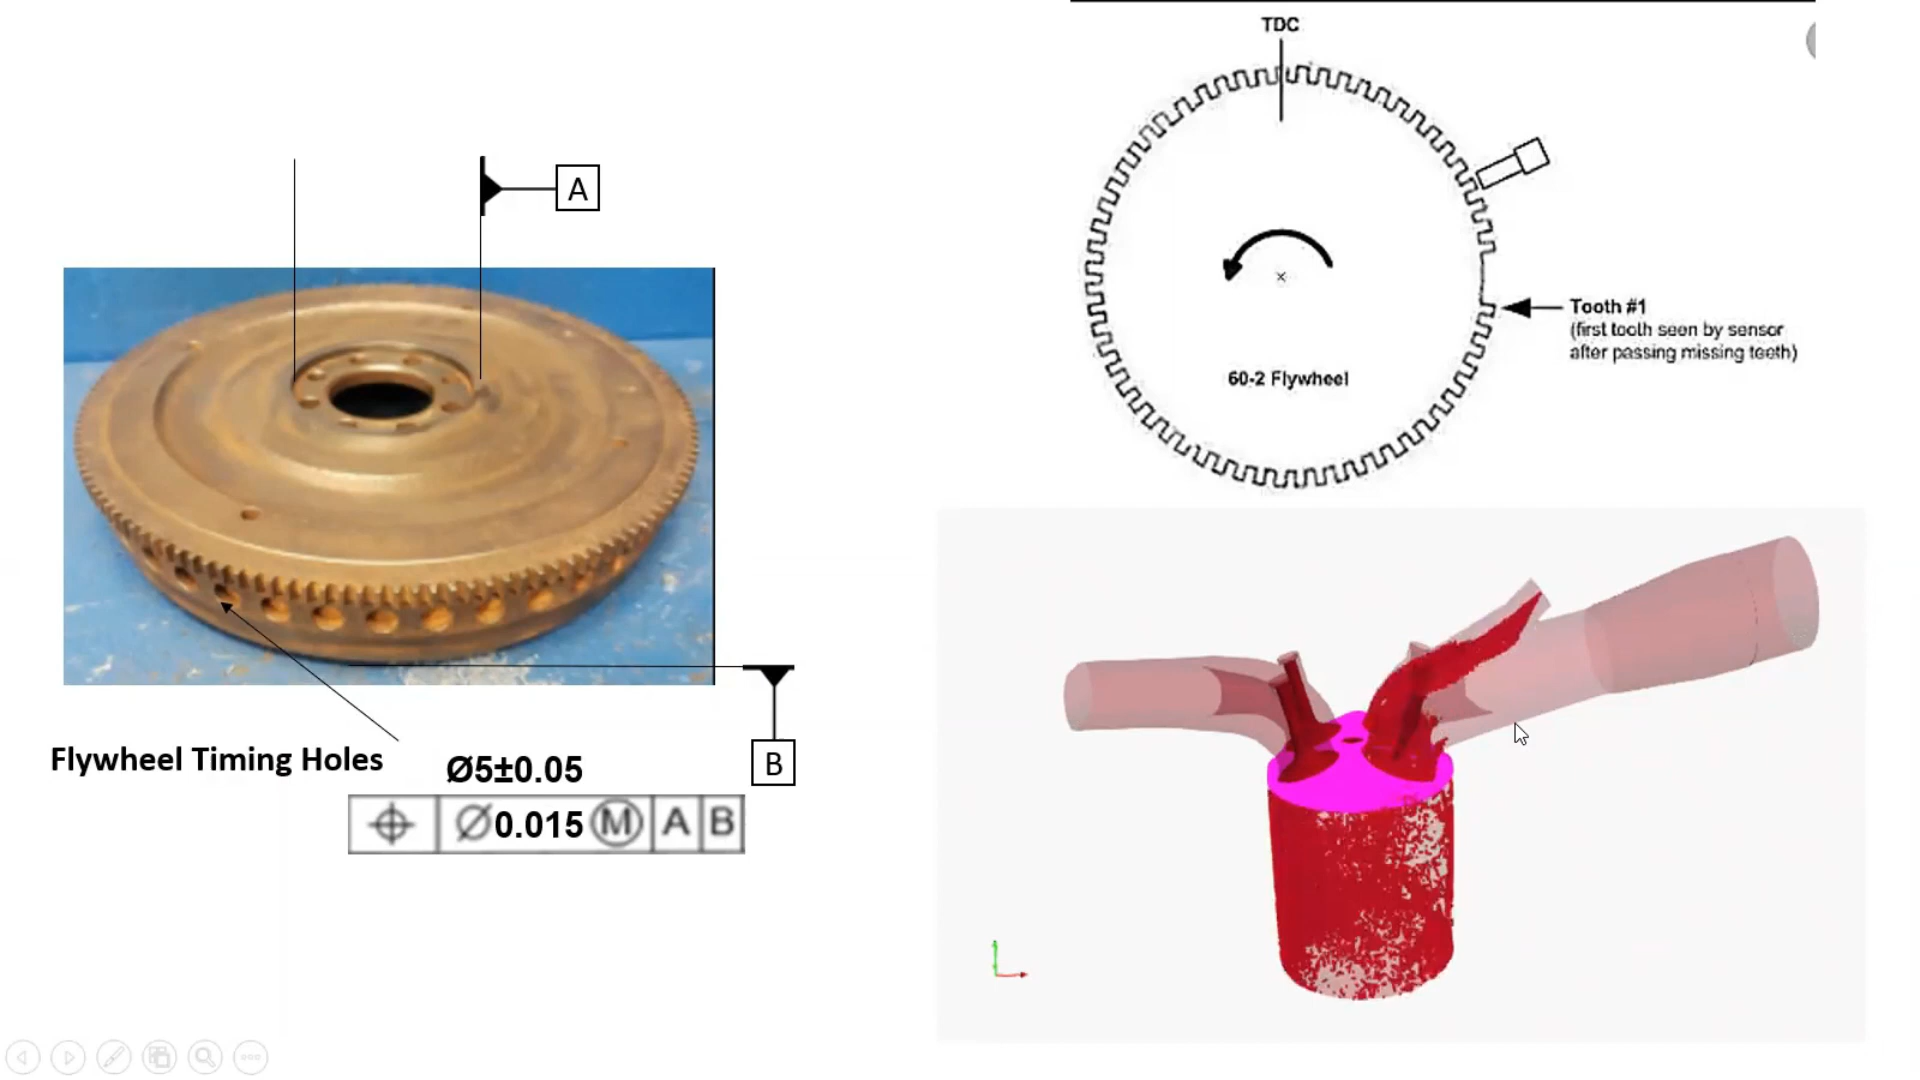 A
B
Flywheel Timing Holes
Ø5±0.05
⌖ Ø0.015 Ⓜ A B
TDC
Tooth #1
(first tooth seen by sensor
after passing missing teeth)
60-2 Flywheel